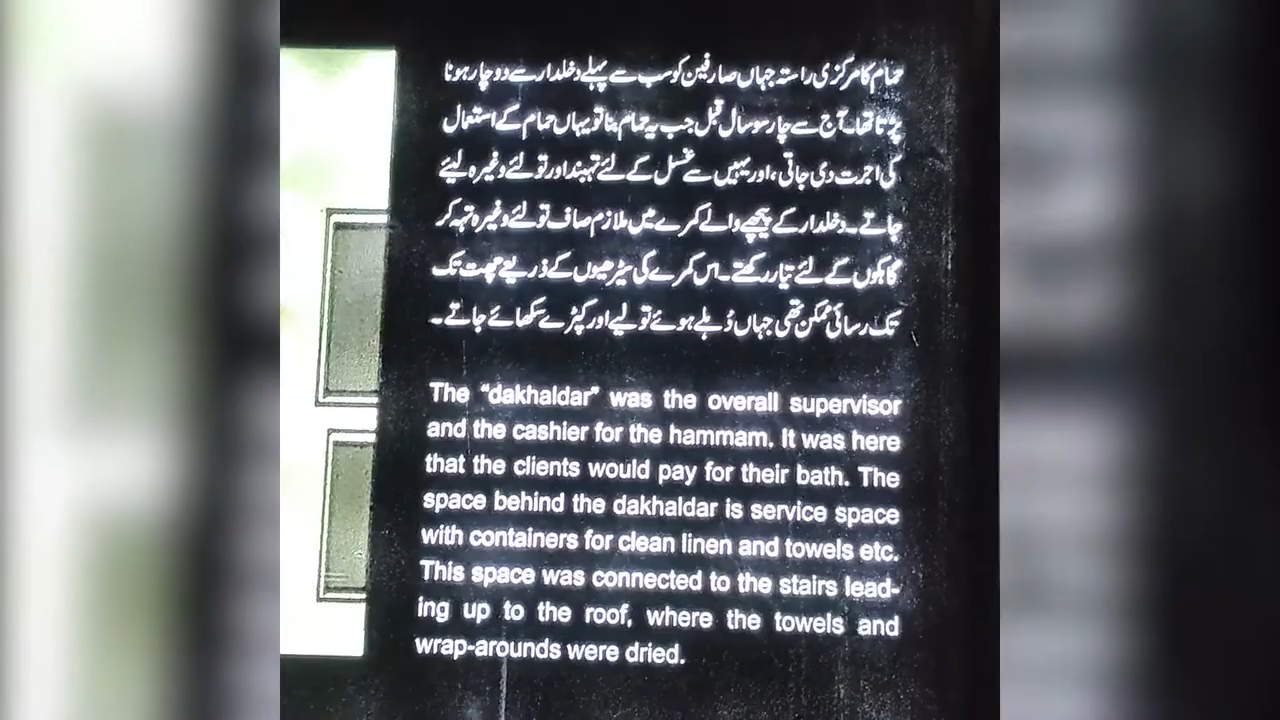 حمام کا مرکزی راستہ جہاں صارفین کو سب سے پہلے دخلدار سے دوچار ہونا
پڑتا تھا۔ آج سے چار سو سال قبل جب یہ حمام بنا تو یہاں حمام کے استعمال
کی اجرت دی جاتی، اور یہیں سے غسل کے لئے تہبند اور تولئے وغیرہ لیئے
جاتے۔ دخلدار کے پیچھے والے کمرے میں ملازم صاف تولئے وغیرہ تہہ کر
گاہکوں کے لئے تیار رکھتے۔ اس کمرے کی سیڑھیوں کے ذریعے چھت تک
تک رسائی ممکن تھی جہاں دُہلے ہوئے تولیے اور کپڑے سکھائے جاتے۔
The “dakhaldar” was the overall supervisor
and the cashier for the hammam. It was here
that the clients would pay for their bath. The
space behind the dakhaldar is service space
with containers for clean linen and towels etc.
This space was connected to the stairs lead-
ing up to the roof, where the towels and
wrap-arounds were dried.